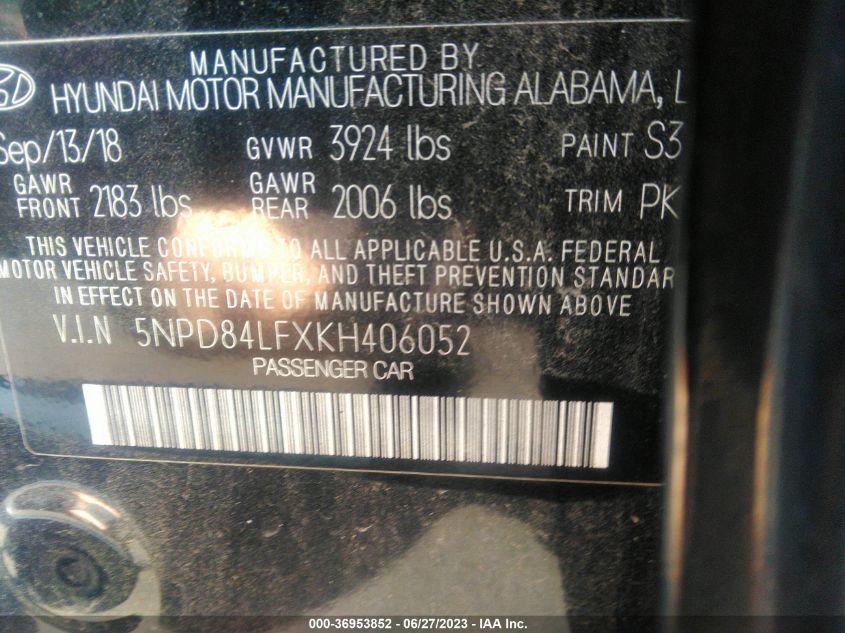 MANUFACTURED BY
HYUNDAI MOTOR MANUFACTURING ALABAMA, L
Sep/13/18 GVWR 3924 lbs PAINT S3
GAWR FRONT 2183 lbs GAWR REAR 2006 lbs TRIM PK
THIS VEHICLE CONFORMS TO ALL APPLICABLE U.S.A. FEDERAL
MOTOR VEHICLE SAFETY, BUMPER, AND THEFT PREVENTION STANDAR
IN EFFECT ON THE DATE OF MANUFACTURE SHOWN ABOVE
V.I.N 5NPD84LFXKH406052
PASSENGER CAR
000-36953852 - 06/27/2023 - IAA Inc.